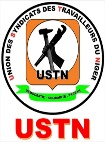 UNION DES SYNDICATS DES TRAVAILLEURS DU NIGER
USTN
USTN